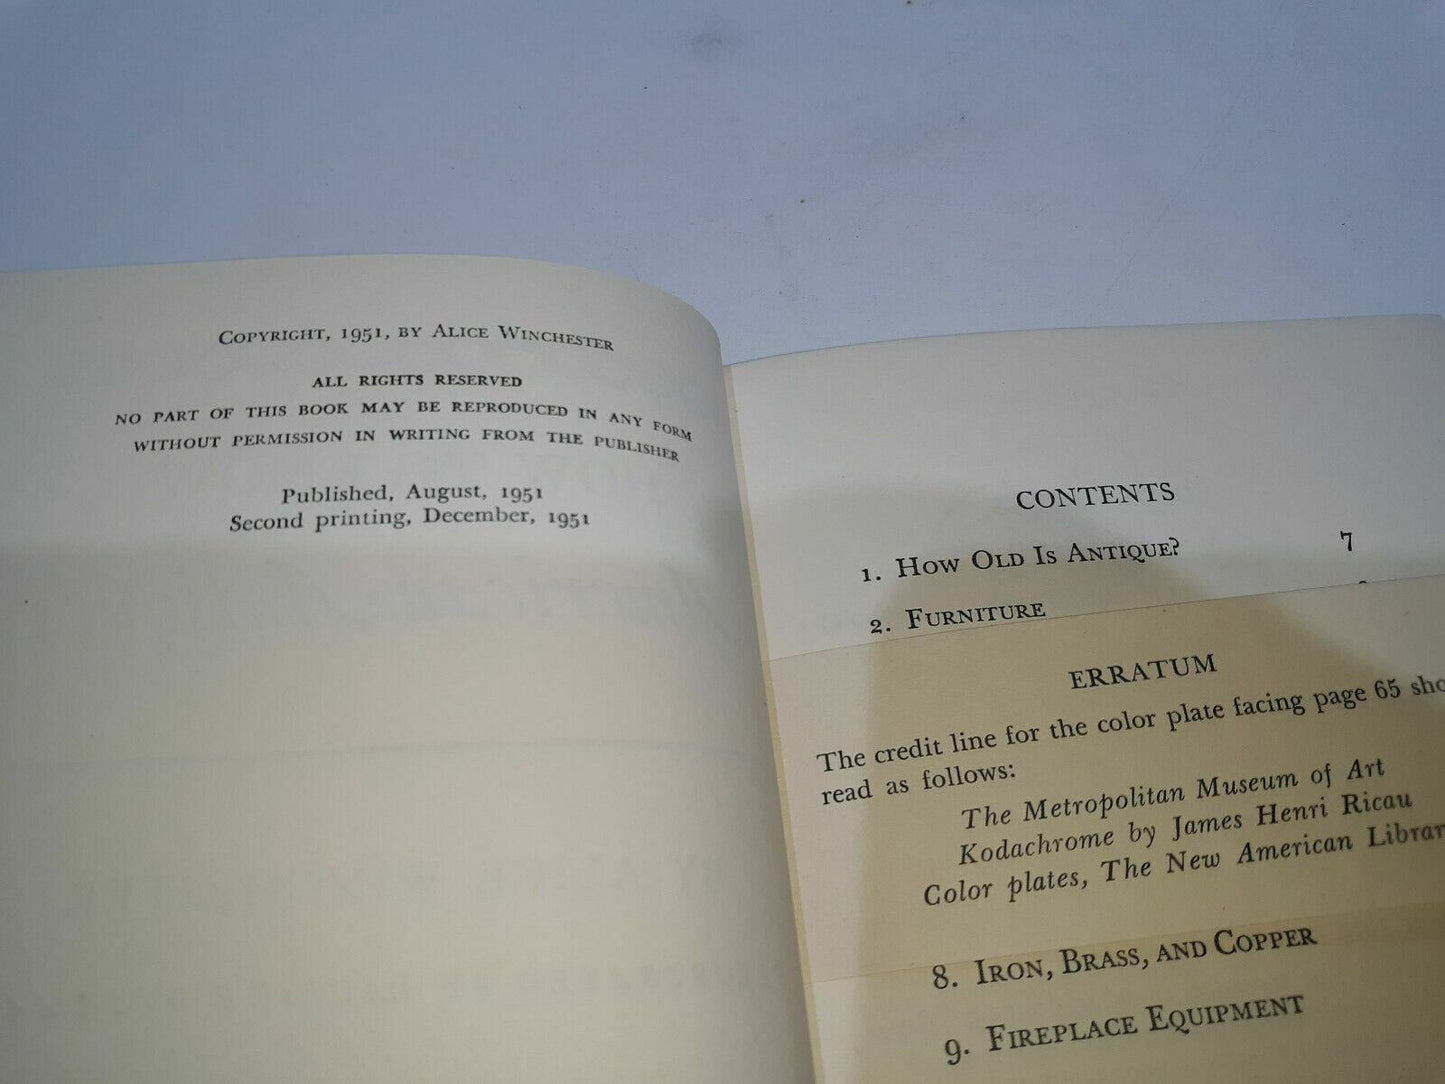 COPYRIGHT, 1951, BY ALICE WINCHESTER
ALL RIGHTS RESERVED
NO PART OF THIS BOOK MAY BE REPRODUCED IN ANY FORM
WITHOUT PERMISSION IN WRITING FROM THE PUBLISHER
Published, August, 1951
Second printing, December, 1951
CONTENTS
1. HOW OLD IS ANTIQUE? 7
2. FURNITURE
ERRATUM
The credit line for the color plate facing page 65
read as follows:
The Metropolitan Museum of Art
Kodachrome by James Henri Ricau
Color plates, The New American
8. IRON, BRASS, AND COPPER
9. FIREPLACE EQUIPMENT